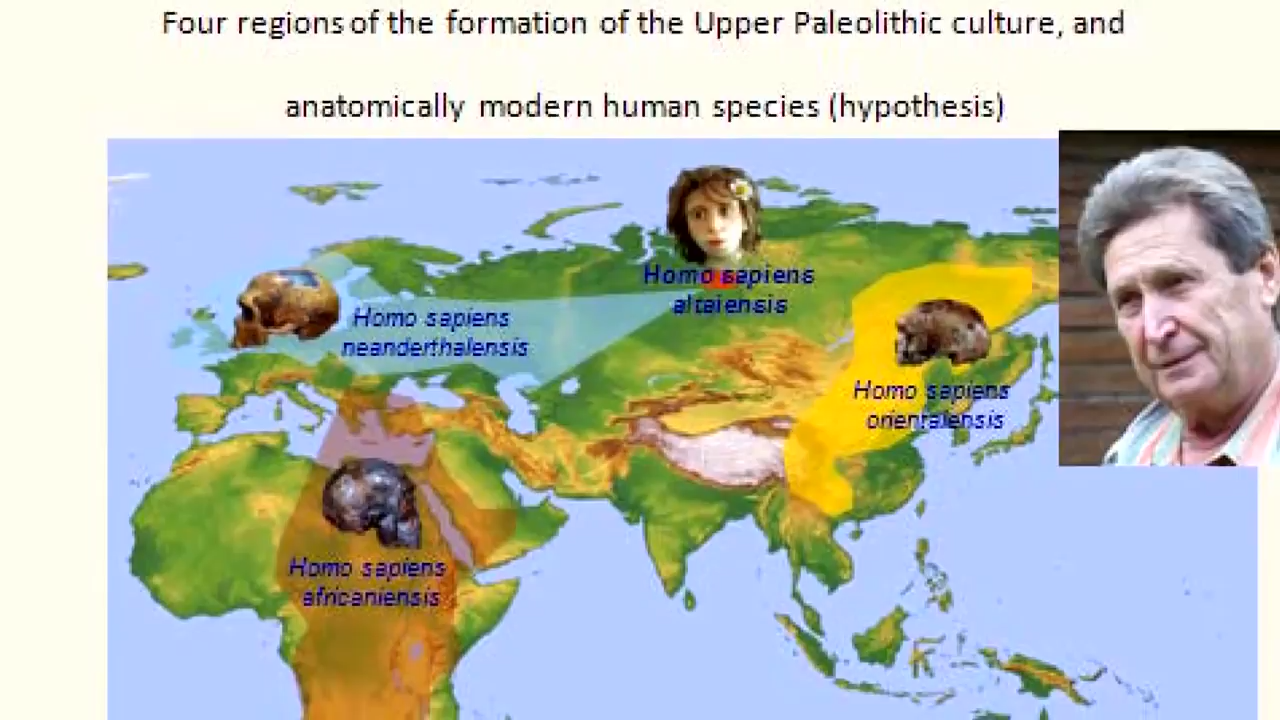 Four regions of the formation of the Upper Paleolithic culture, and
anatomically modern human species (hypothesis)
Homo sapiens
altaiensis
Homo sapiens
neanderthalensis
Homo sapiens
orientalensis
Homo sapiens
africaniensis